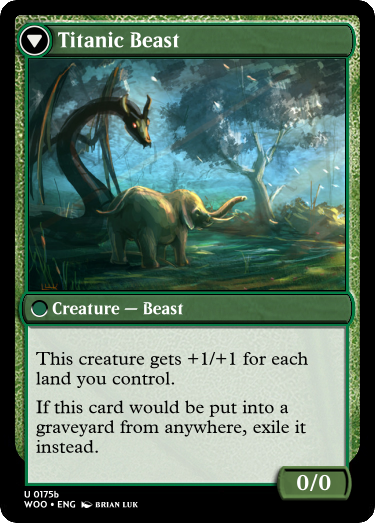 Titanic Beast
Creature — Beast
This creature gets +1/+1 for each
land you control.
If this card would be put into a
graveyard from anywhere, exile it
instead.
0/0
U 0175b
WOO • ENG BRIAN LUK